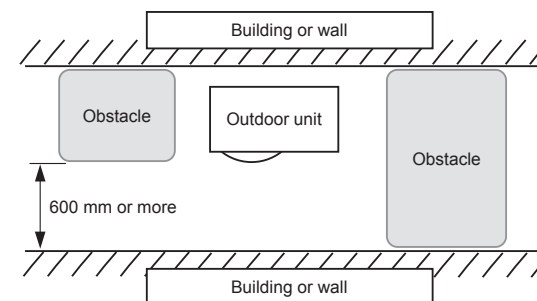 Building or wall
Obstacle
Outdoor unit
Obstacle
600 mm or more
Building or wall